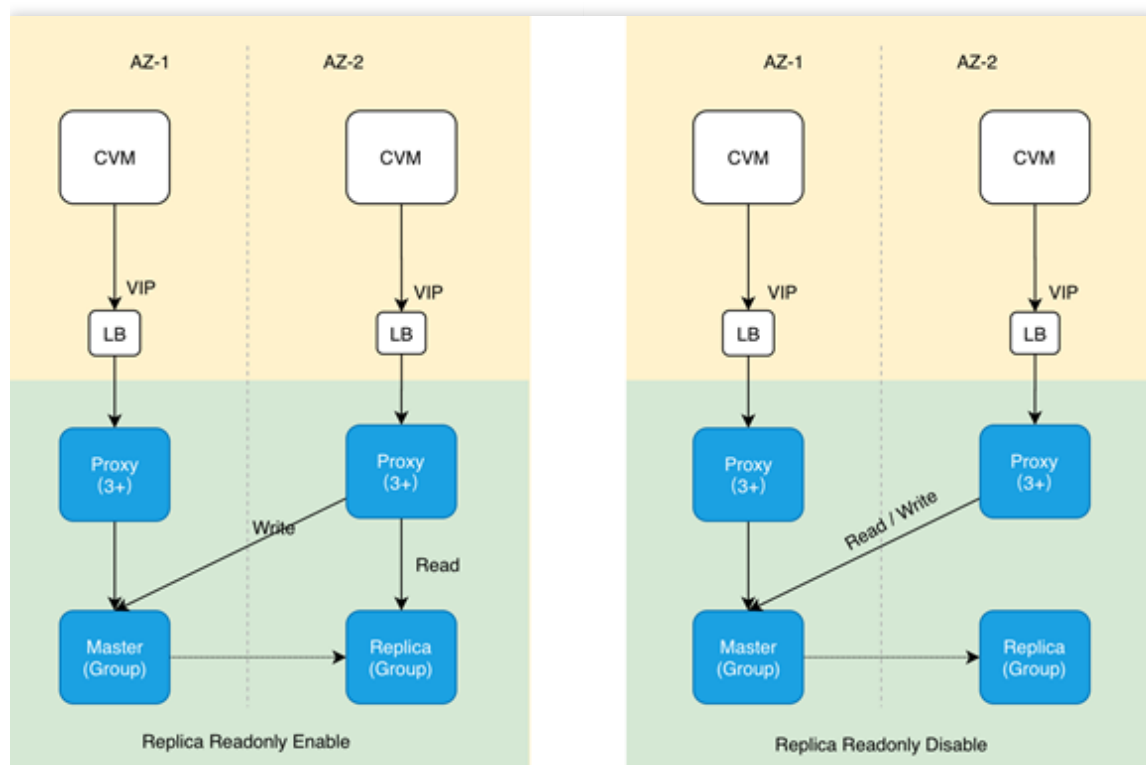 AZ-1
AZ-2
CVM
CVM
VIP
VIP
LB
LB
Proxy
(3+)
Proxy
(3+)
Write
Read
Master
(Group)
Replica
(Group)
Replica Readonly Enable
AZ-1
AZ-2
CVM
CVM
VIP
VIP
LB
LB
Proxy
(3+)
Proxy
(3+)
Read / Write
Master
(Group)
Replica
(Group)
Replica Readonly Disable